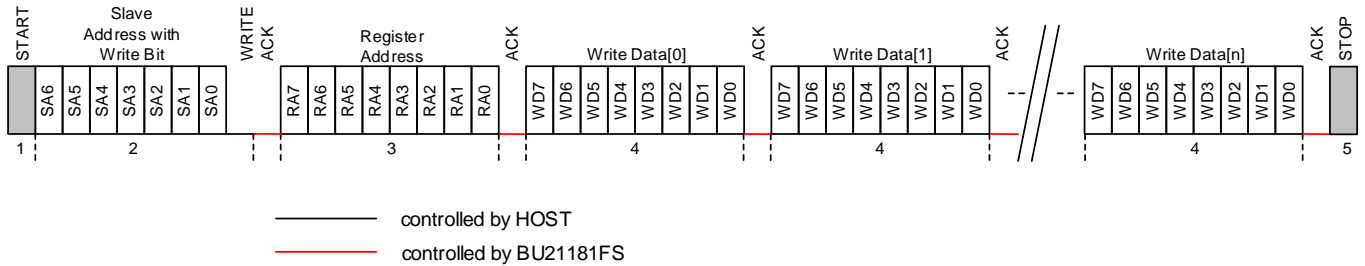 START
Slave
Address with
Write Bit
WRITE
ACK
Register
Address
ACK
Write Data[0]
ACK
Write Data[1]
ACK
Write Data[n]
ACK
STOP
SA6 SA5 SA4 SA3 SA2 SA1 SA0
RA7 RA6 RA5 RA4 RA3 RA2 RA1 RA0
WD7 WD6 WD5 WD4 WD3 WD2 WD1 WD0
WD7 WD6 WD5 WD4 WD3 WD2 WD1 WD0
WD7 WD6 WD5 WD4 WD3 WD2 WD1 WD0
1 2 3 4 4 4 5
controlled by HOST
controlled by BU21181FS